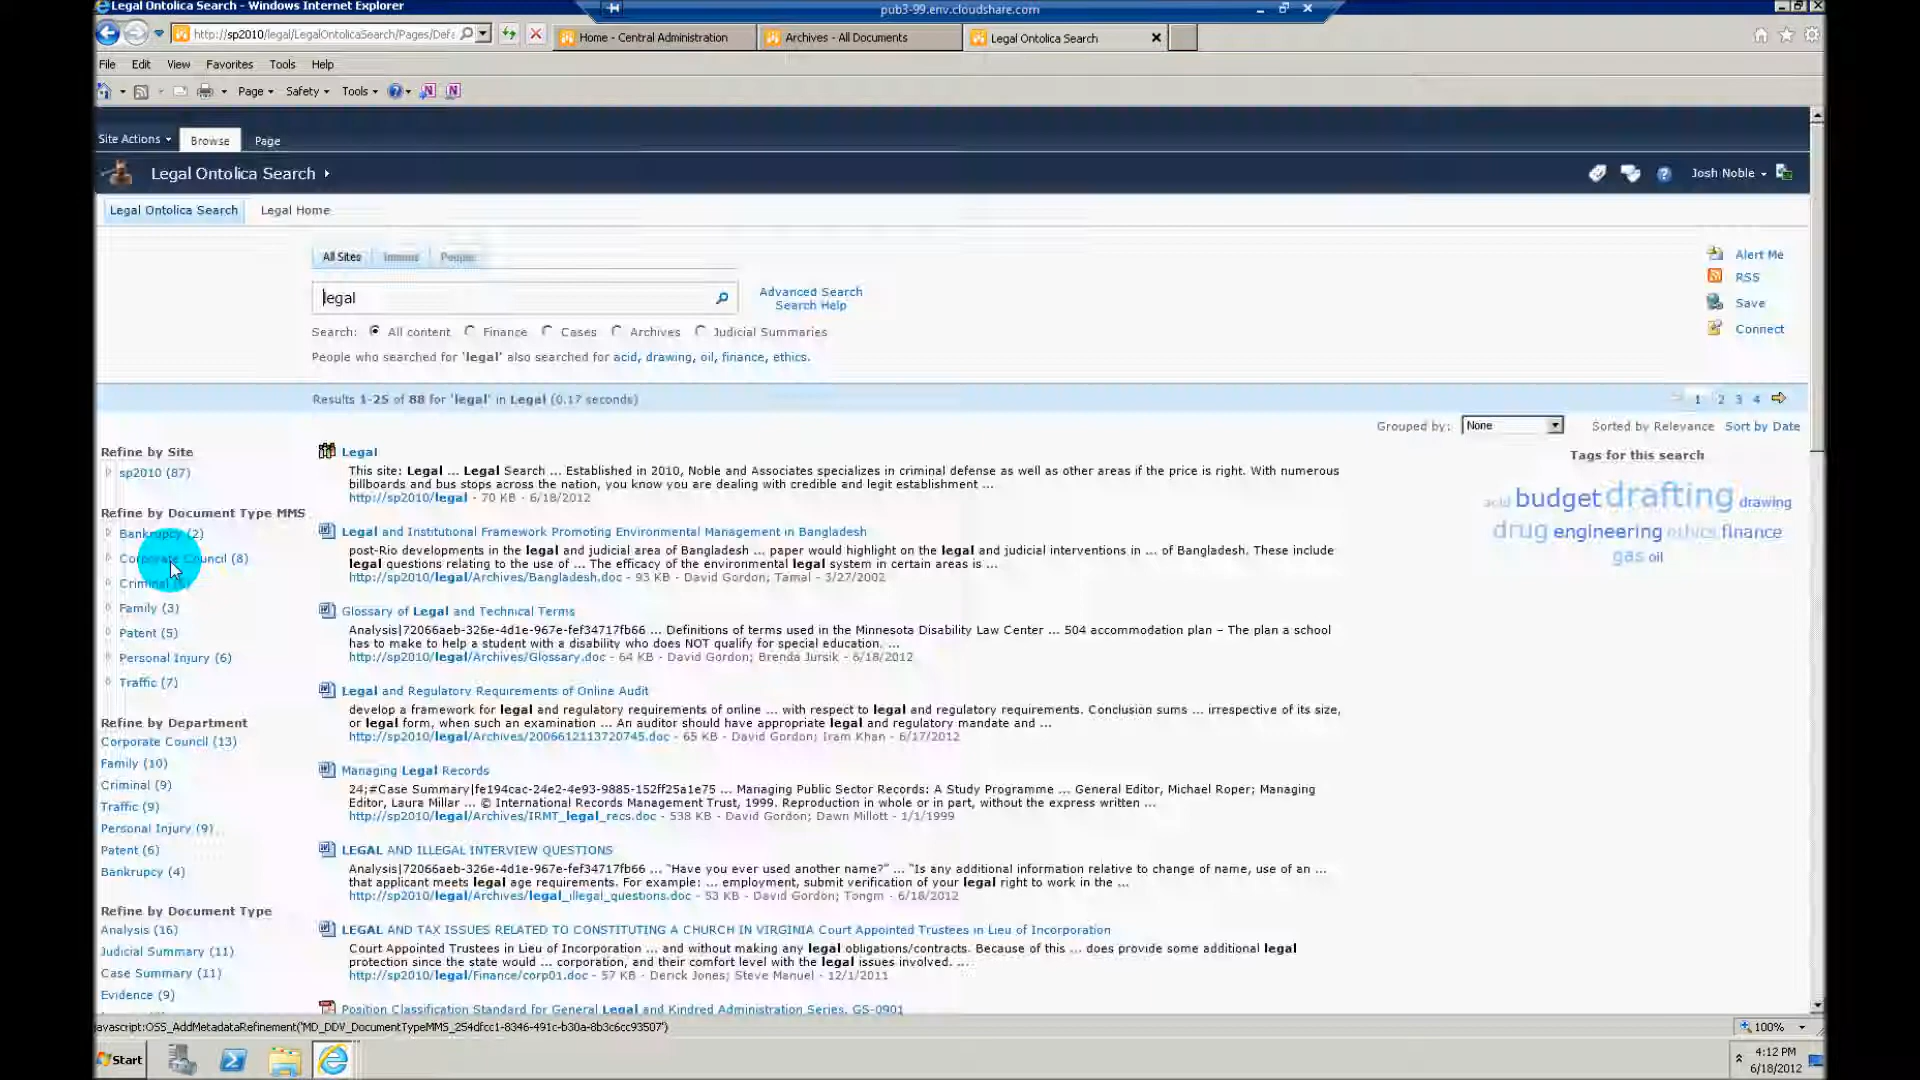 Legal Ontolica Search - Windows Internet Explorer
pub3-99.env.cloudshare.com
http://sp2010/legal/LegalOntolicaSearch/Pages/Defa
Home - Central Administration
Archives - All Documents
Legal Ontolica Search
File Edit View Favorites Tools Help
Page Safety Tools
Site Actions Browse Page
Legal Ontolica Search
Josh Noble
Legal Ontolica Search Legal Home
All Sites Images People
legal
Advanced Search
Search Help
Search: All content Finance Cases Archives Judicial Summaries
People who searched for 'legal' also searched for acid, drawing, oil, finance, ethics.
Alert Me
RSS
Save
Connect
Results 1-25 of 88 for 'legal' in Legal (0.17 seconds)
1 2 3 4
Grouped by: None Sorted by Relevance Sort by Date
Refine by Site
sp2010 (87)
Refine by Document Type MMS
Bankruptcy (2)
Corporate Council (8)
Criminal
Family (3)
Patent (5)
Personal Injury (6)
Traffic (7)
Refine by Department
Corporate Council (13)
Family (10)
Criminal (9)
Traffic (9)
Personal Injury (9)
Patent (6)
Bankruptcy (4)
Refine by Document Type
Analysis (16)
Judicial Summary (11)
Case Summary (11)
Evidence (9)
Legal
This site: Legal ... Legal Search ... Established in 2010, Noble and Associates specializes in criminal defense as well as other areas if the price is right. With numerous
billboards and bus stops across the nation, you know you are dealing with credible and legit establishment ...
http://sp2010/legal - 70 KB - 6/18/2012
Legal and Institutional Framework Promoting Environmental Management in Bangladesh
post-Rio developments in the legal and judicial area of Bangladesh ... paper would highlight on the legal and judicial interventions in ... of Bangladesh. These include
legal questions relating to the use of ... The efficacy of the environmental legal system in certain areas is ...
http://sp2010/legal/Archives/Bangladesh.doc - 93 KB - David Gordon; Tamal - 3/27/2002
Glossary of Legal and Technical Terms
Analysis|72066aeb-326e-4d1e-967e-fef34717fb66 ... Definitions of terms used in the Minnesota Disability Law Center ... 504 accommodation plan – The plan a school
has to make to help a student with a disability who does NOT qualify for special education. ...
http://sp2010/legal/Archives/Glossary.doc - 64 KB - David Gordon; Brenda Jursik - 6/18/2012
Legal and Regulatory Requirements of Online Audit
develop a framework for legal and regulatory requirements of online ... with respect to legal and regulatory requirements. Conclusion sums ... irrespective of its size,
or legal form, when such an examination ... An auditor should have appropriate legal and regulatory mandate and ...
http://sp2010/legal/Archives/2006612113720745.doc - 65 KB - David Gordon; Iram Khan - 6/17/2012
Managing Legal Records
24;#Case Summary|fe194cac-24e2-4e93-9885-152ff25a1e75 ... Managing Public Sector Records: A Study Programme ... General Editor, Michael Roper; Managing
Editor, Laura Millar ... © International Records Management Trust, 1999. Reproduction in whole or in part, without the express written ...
http://sp2010/legal/Archives/IRMT_legal_recs.doc - 538 KB - David Gordon; Dawn Millott - 1/1/1999
LEGAL AND ILLEGAL INTERVIEW QUESTIONS
Analysis|72066aeb-326e-4d1e-967e-fef34717fb66 ... "Have you ever used another name?" ... "Is any additional information relative to change of name, use of an ...
that applicant meets legal age requirements. For example: ... employment, submit verification of your legal right to work in the ...
http://sp2010/legal/Archives/legal_illegal_questions.doc - 53 KB - David Gordon; Tongm - 6/18/2012
LEGAL AND TAX ISSUES RELATED TO CONSTITUTING A CHURCH IN VIRGINIA Court Appointed Trustees in Lieu of Incorporation
Court Appointed Trustees in Lieu of Incorporation ... and without making any legal obligations/contracts. Because of this ... does provide some additional legal
protection since the state would ... corporation, and their comfort level with the legal issues involved. ...
http://sp2010/legal/Finance/corp01.doc - 57 KB - Derick Jones; Steve Manuel - 12/1/2011
Position Classification Standard for General Legal and Kindred Administration Series, GS-0901
Tags for this search
acid budget drafting drawing
drug engineering ethics finance
gas oil
javascript:OSS_AddMetadataRefinement('MD_DDV_DocumentTypeMMS_254dfcc1-8346-491c-b30a-8b3c6cc93507')
100%
Start
4:12 PM
6/18/2012